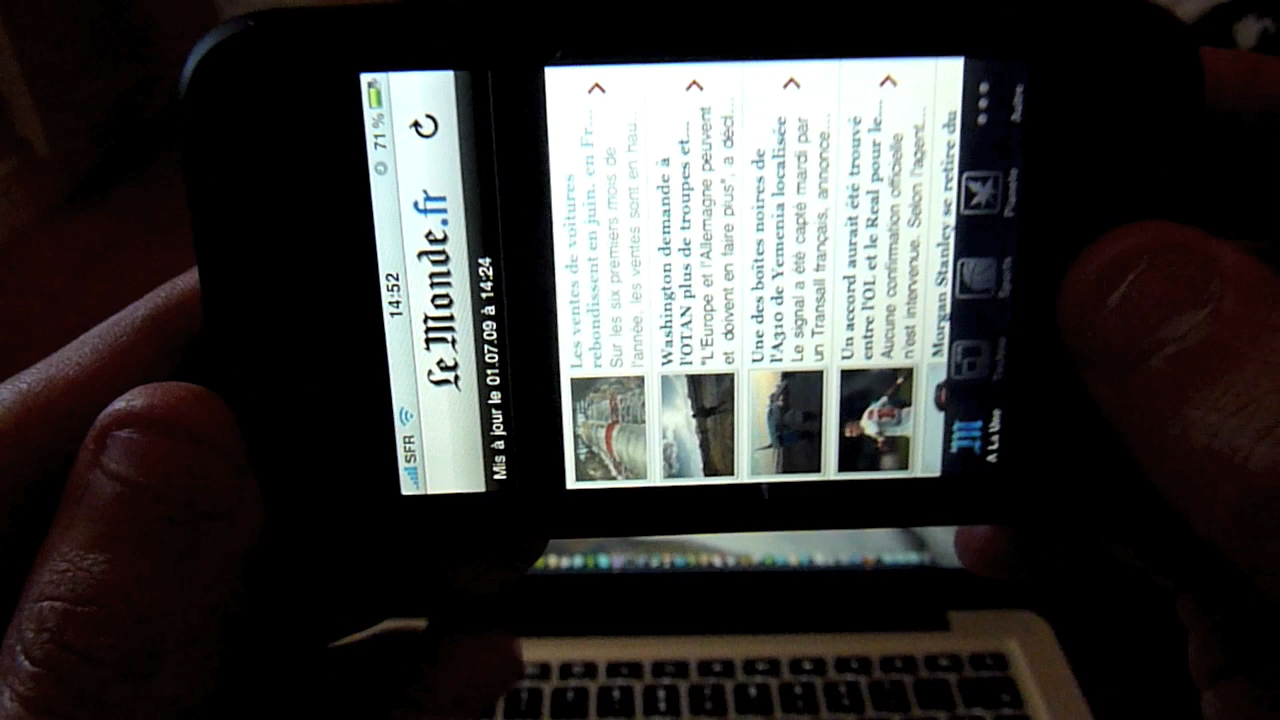 SFR 14:52 71 %
Le Monde.fr
Mis à jour le 01.07.09 à 14:24
Les ventes de voitures
rebondissent en juin, en Fr...
Sur les six premiers mois de
l'année, les ventes sont en hau...
Washington demande à
l'OTAN plus de troupes et...
"L'Europe et l'Allemagne peuvent
et doivent en faire plus", a décl...
Une des boîtes noires de
l'A310 de Yemenia localisée
Le signal a été capté mardi par
un Transall français, annonce...
Un accord aurait été trouvé
entre l'OL et le Real pour le...
Aucune confirmation officielle
n'est intervenue. Selon l'agent...
Morgan Stanley se retire du
A La Une Sports Planète Autre